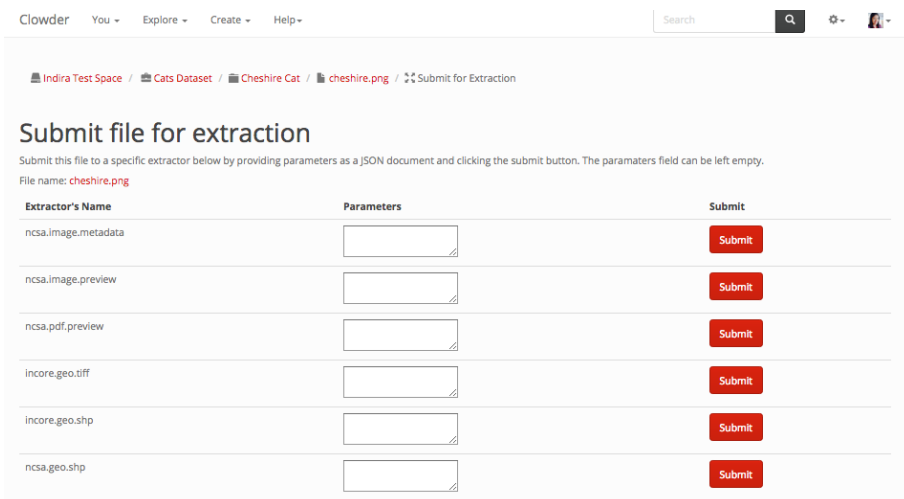 Clowder You Explore Create Help Search
Indira Test Space / Cats Dataset / Cheshire Cat / cheshire.png / Submit for Extraction
Submit file for extraction
Submit this file to a specific extractor below by providing parameters as a JSON document and clicking the submit button. The paramaters field can be left empty.
File name: cheshire.png
Extractor's Name Parameters Submit
ncsa.image.metadata Submit
ncsa.image.preview Submit
ncsa.pdf.preview Submit
incore.geo.tiff Submit
incore.geo.shp Submit
ncsa.geo.shp Submit